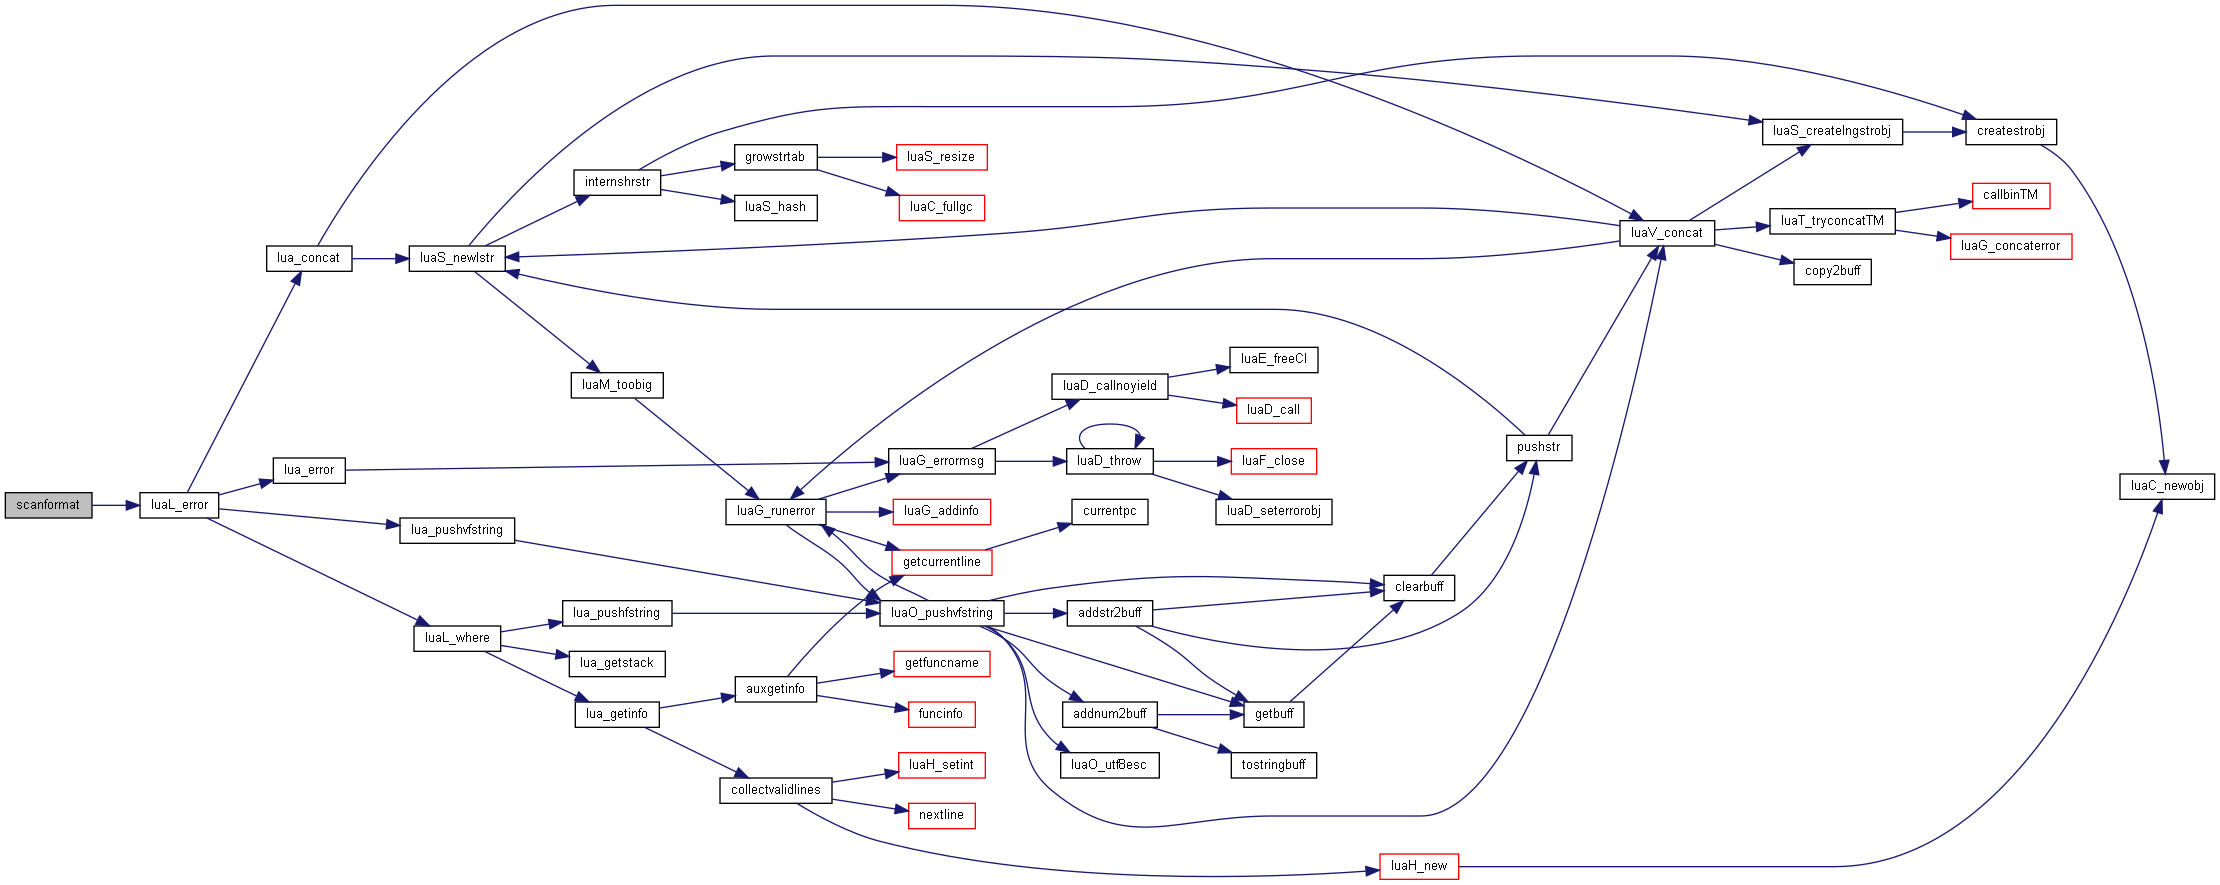 scanformat
luaL_error
lua_concat
lua_error
lua_pushvfstring
luaL_where
luaS_newlstr
internshrstr
luaM_toobig
lua_pushfstring
lua_getstack
lua_getinfo
growstrtab
luaS_hash
luaG_runerror
auxgetinfo
collectvalidlines
luaS_resize
luaC_fullgc
luaG_errormsg
luaG_addinfo
getcurrentline
luaO_pushvfstring
getfuncname
funcinfo
luaH_setint
nextline
luaD_callnoyield
luaD_throw
currentpc
addstr2buff
addnum2buff
luaO_utf8esc
luaE_freeCI
luaD_call
luaF_close
luaD_seterrorobj
getbuff
tostringbuff
clearbuff
luaH_new
pushstr
luaV_concat
luaS_createlngstrobj
luaT_tryconcatTM
copy2buff
createstrobj
callbinTM
luaG_concaterror
luaC_newobj